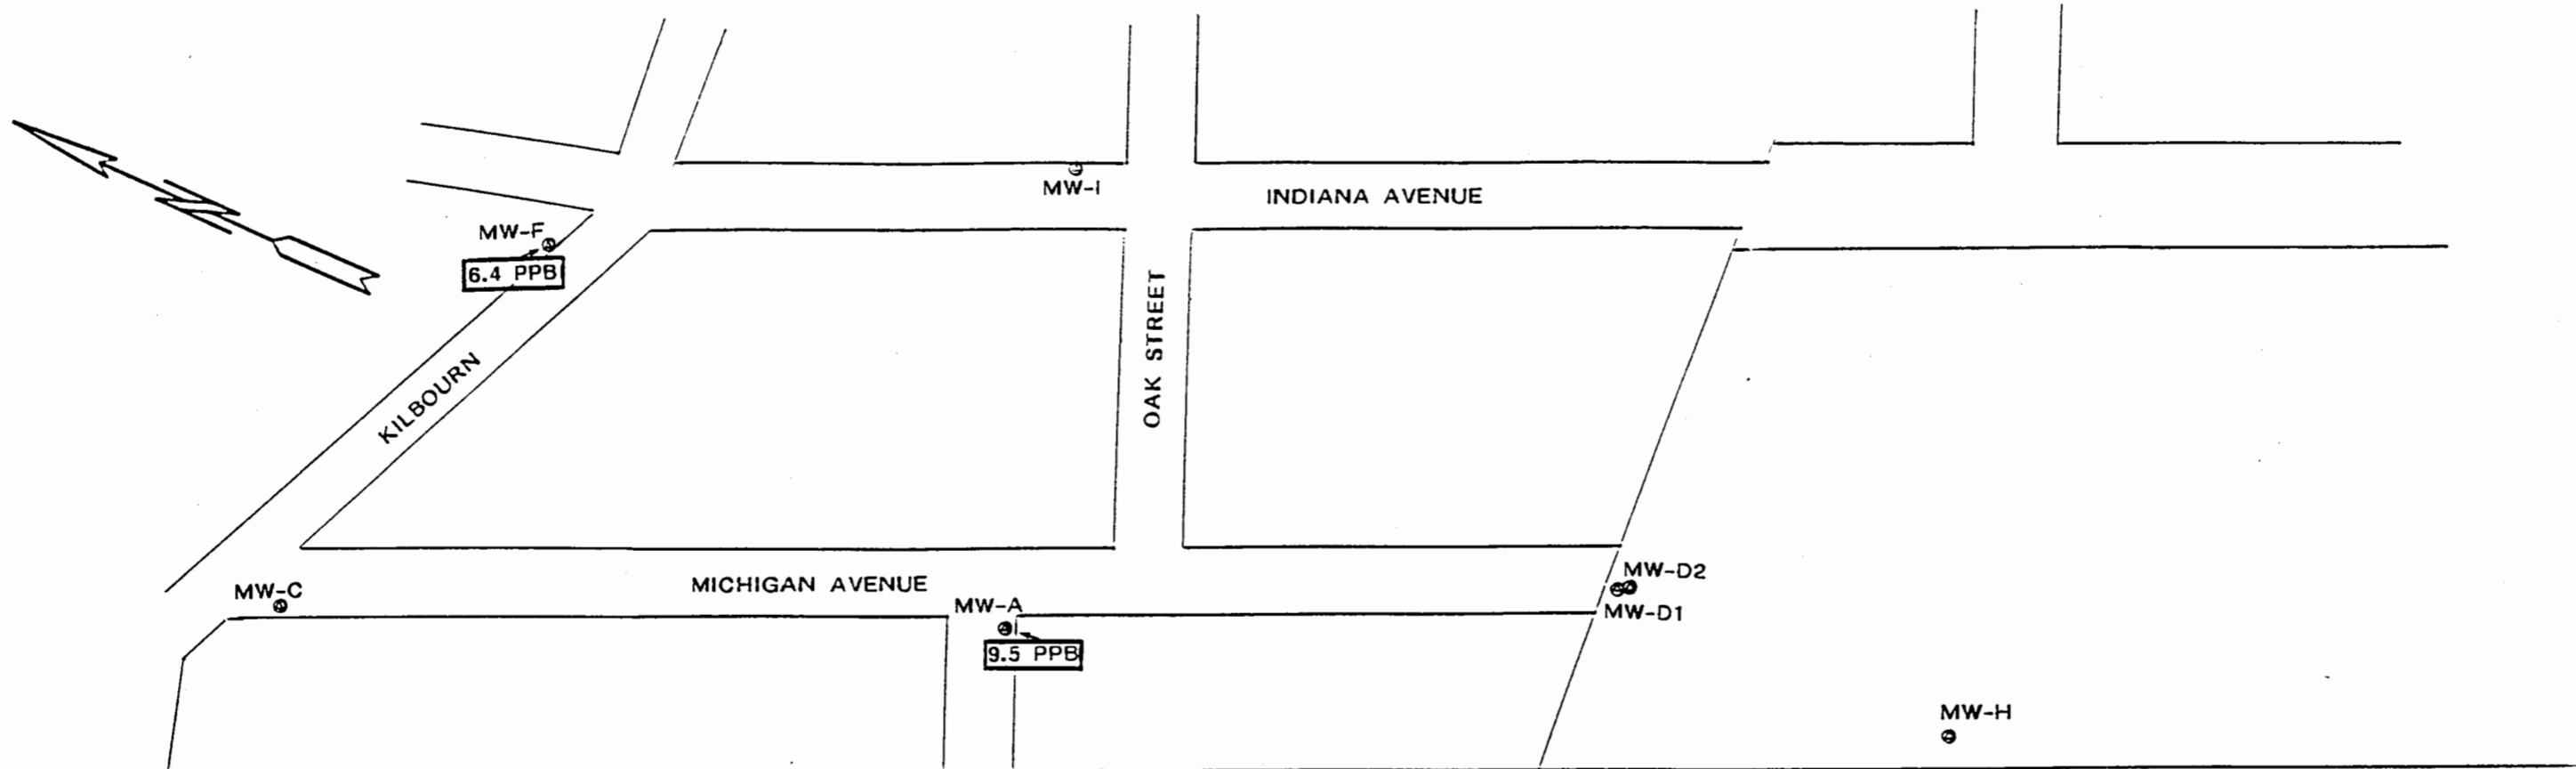 MW-I
INDIANA AVENUE
MW-F
6.4 PPB
OAK STREET
KILBOURN
MW-D2
MICHIGAN AVENUE
MW-C
MW-A
MW-D1
9.5 PPB
MW-H